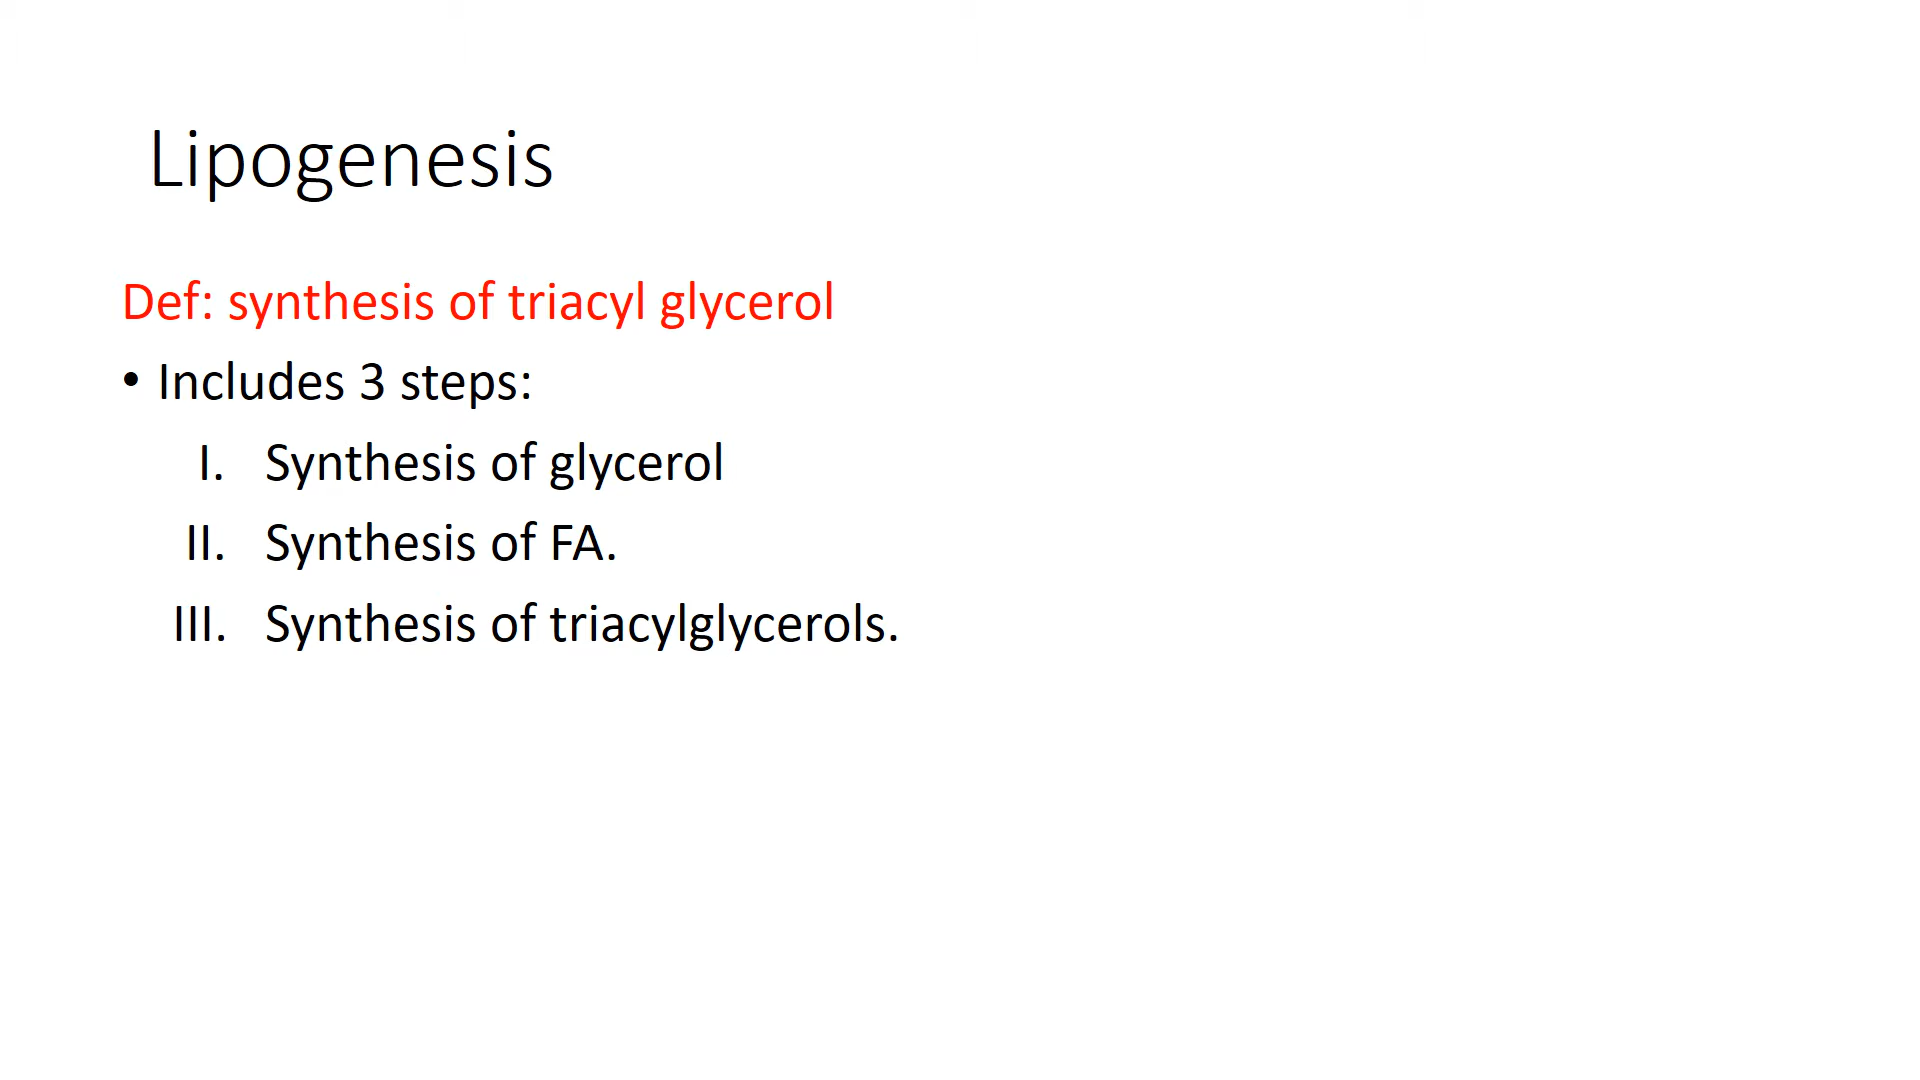 Lipogenesis
Def: synthesis of triacyl glycerol
• Includes 3 steps:
I. Synthesis of glycerol
II. Synthesis of FA.
III. Synthesis of triacylglycerols.